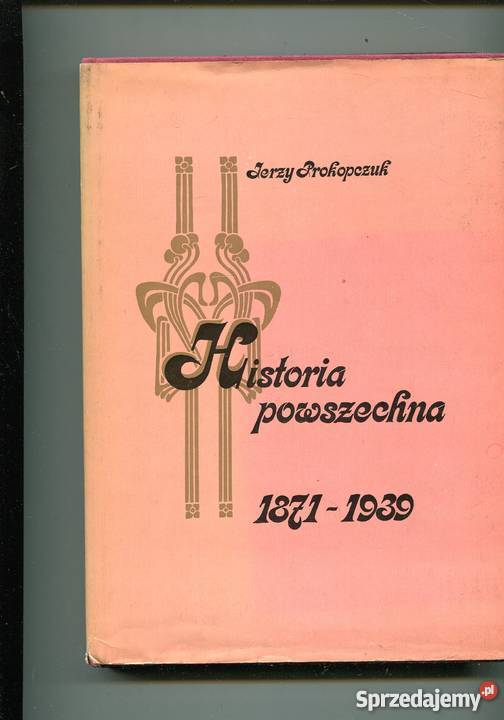 Jerzy Prokopczuk
Historia
powszechna
1871-1939
Sprzedajemy.pl